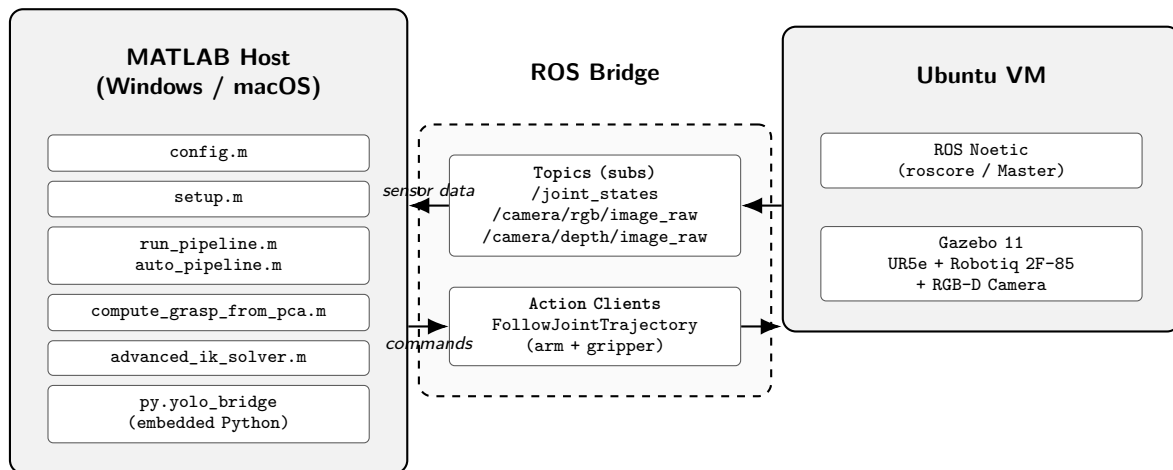 MATLAB Host
(Windows / macOS)
config.m
setup.m
run_pipeline.m
auto_pipeline.m
compute_grasp_from_pca.m
advanced_ik_solver.m
py.yolo_bridge
(embedded Python)
sensor data
commands
ROS Bridge
Topics (subs)
/joint_states
/camera/rgb/image_raw
/camera/depth/image_raw
Action Clients
FollowJointTrajectory
(arm + gripper)
Ubuntu VM
ROS Noetic
(roscore / Master)
Gazebo 11
UR5e + Robotiq 2F-85
+ RGB-D Camera